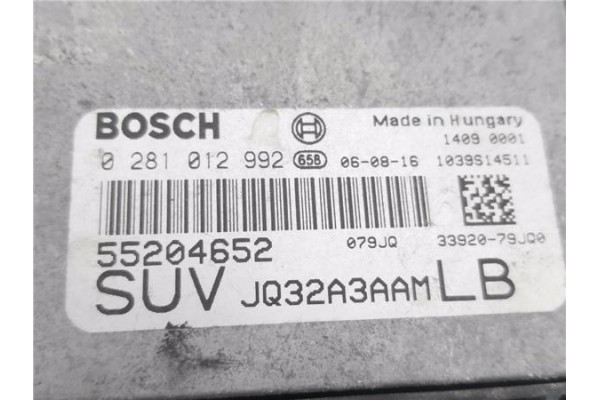 BOSCH Made in Hungary
1409 0001
0 281 012 992 658 06-08-16 1039S14511
55204652 079JQ 33920-79JQ0
SUV JQ32A3AAM LB